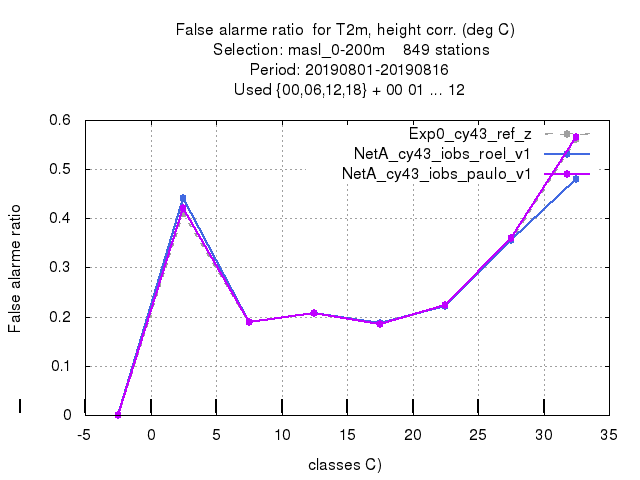 False alarme ratio  for T2m, height corr. (deg C)
Selection: masl_0-200m    849 stations
Period: 20190801-20190816
Used {00,06,12,18} + 00 01 ... 12
Exp0_cy43_ref_z
NetA_cy43_iobs_roel_v1
NetA_cy43_iobs_paulo_v1
False alarme ratio
0.6
0.5
0.4
0.3
0.2
0.1
0
-5 0 5 10 15 20 25 30 35
classes C)